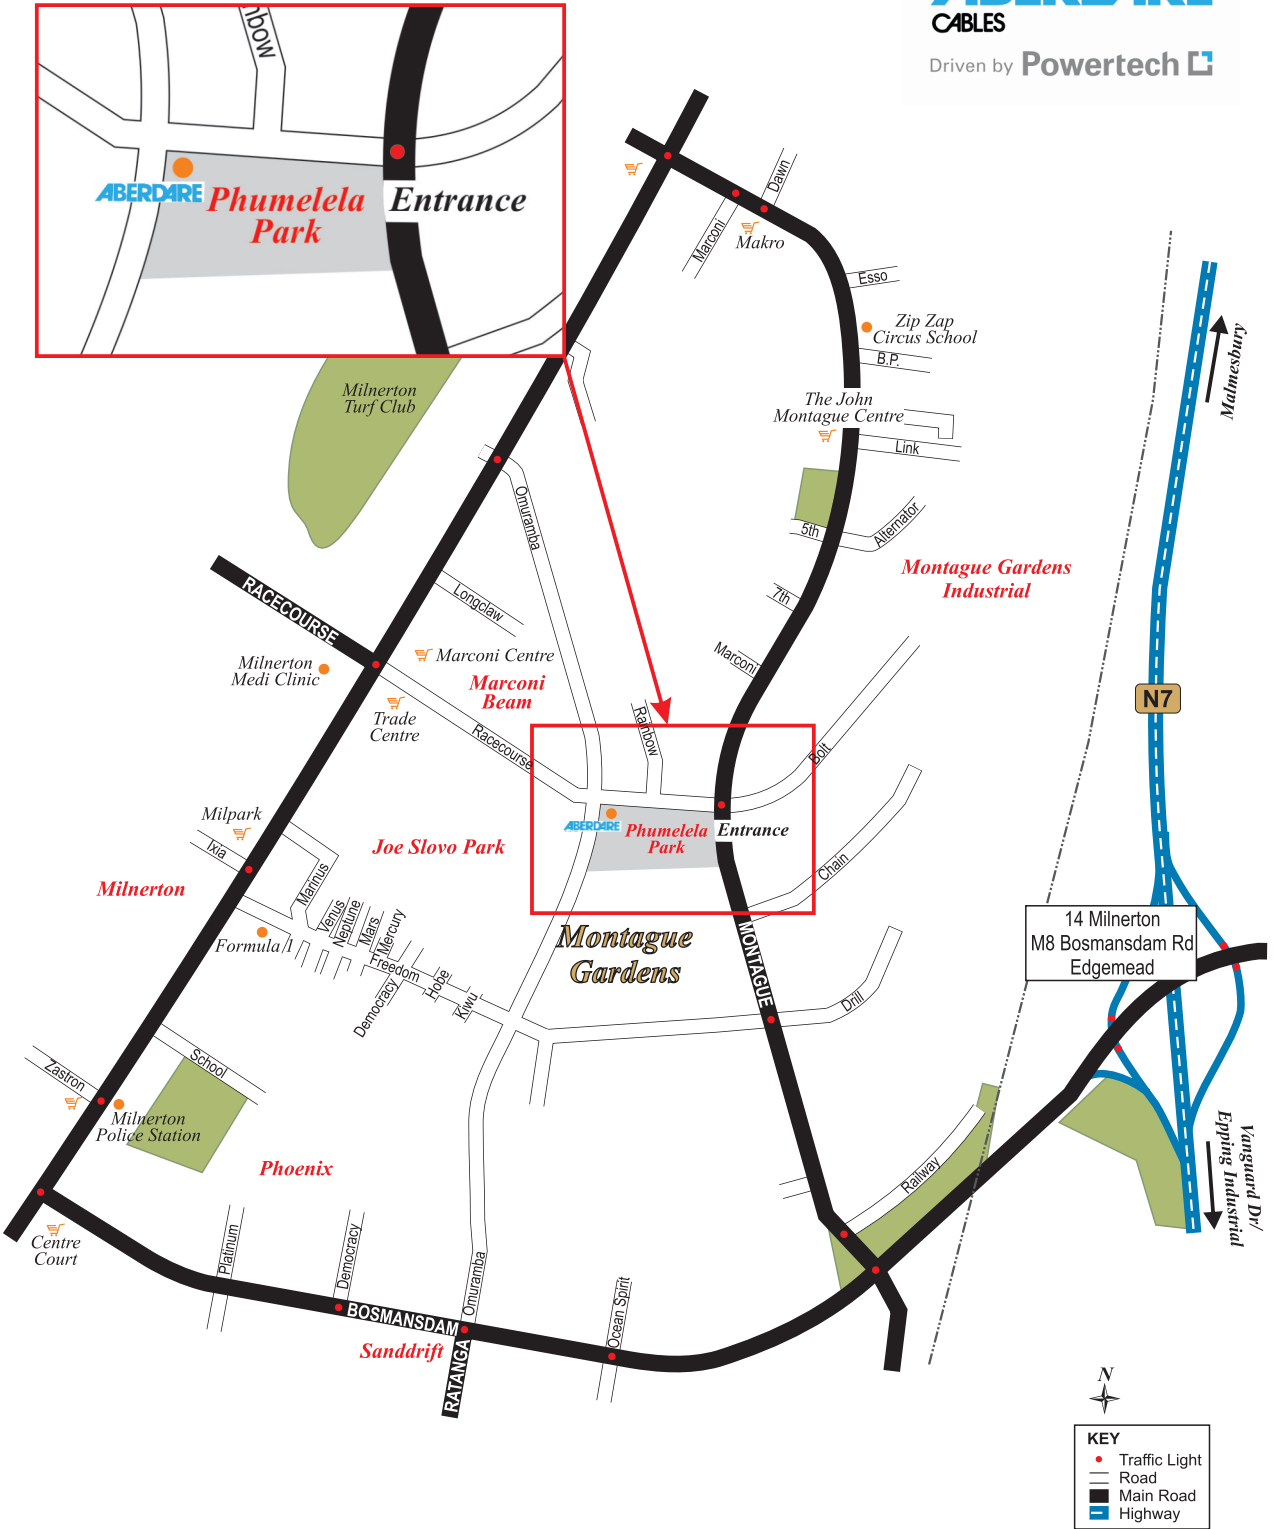 ABERDARE
CABLES
Driven by Powertech
nbow
ABERDARE
Phumelela
Park
Entrance
Dawn
Marconi
Makro
Esso
Zip Zap
Circus School
B.P.
The John
Montague Centre
Link
Milnerton
Turf Club
Malmesbury
Omuramba
5th
Alternator
Montague Gardens
Industrial
RACECOURSE
Longclaw
7th
Milnerton
Medi Clinic
Marconi Centre
Marconi
Beam
Marconi
Trade
Centre
Racecourse
Rainbow
Bolt
N7
Milpark
Ixia
Joe Slovo Park
ABERDARE
Phumelela
Park
Entrance
Chain
Milnerton
Marinus
Venus
Neptune
Mars
Mercury
Formula 1
Freedom
Democracy
Hobe
Kiwu
Montague
Gardens
MONTAGUE
Drill
14 Milnerton
M8 Bosmansdam Rd
Edgemead
School
Zastron
Milnerton
Police Station
Phoenix
Railway
Vanguard Dr/
Epping Industrial
Centre
Court
Platinum
Democracy
Omuramba
Ocean Spirit
BOSMANSDAM
Sanddrift
RATANGA
N
KEY
Traffic Light
Road
Main Road
Highway